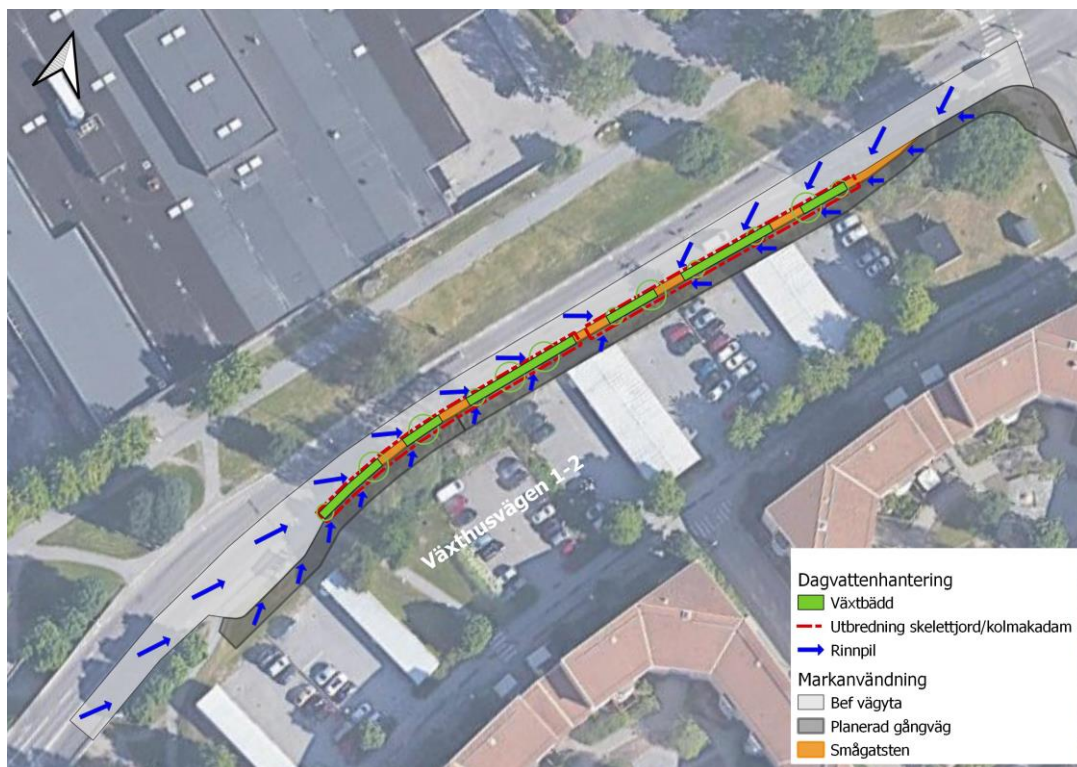 Växthusvägen 1-2
Dagvattenhantering
Växtbädd
Utbredning skelettjord/kolmakadam
Rinnpil
Markanvändning
Bef vägyta
Planerad gångväg
Smågatsten